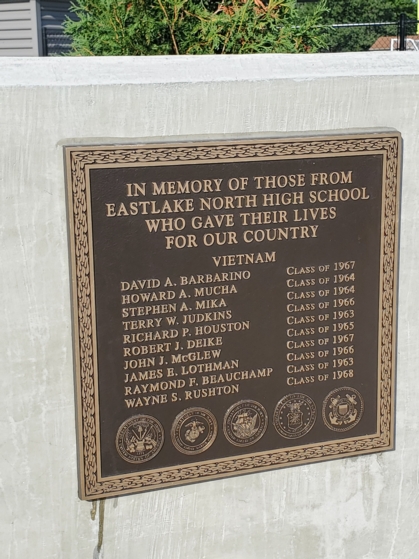 IN MEMORY OF THOSE FROM
EASTLAKE NORTH HIGH SCHOOL
WHO GAVE THEIR LIVES
FOR OUR COUNTRY
VIETNAM
DAVID A. BARBARINO CLASS OF 1967
HOWARD A. MUCHA CLASS OF 1964
STEPHEN A. MIKA CLASS OF 1964
TERRY W. JUDKINS CLASS OF 1966
RICHARD P. HOUSTON CLASS OF 1963
ROBERT J. DEIKE CLASS OF 1965
JOHN J. McGLEW CLASS OF 1967
JAMES E. LOTHMAN CLASS OF 1966
RAYMOND F. BEAUCHAMP CLASS OF 1963
WAYNE S. RUSHTON CLASS OF 1968